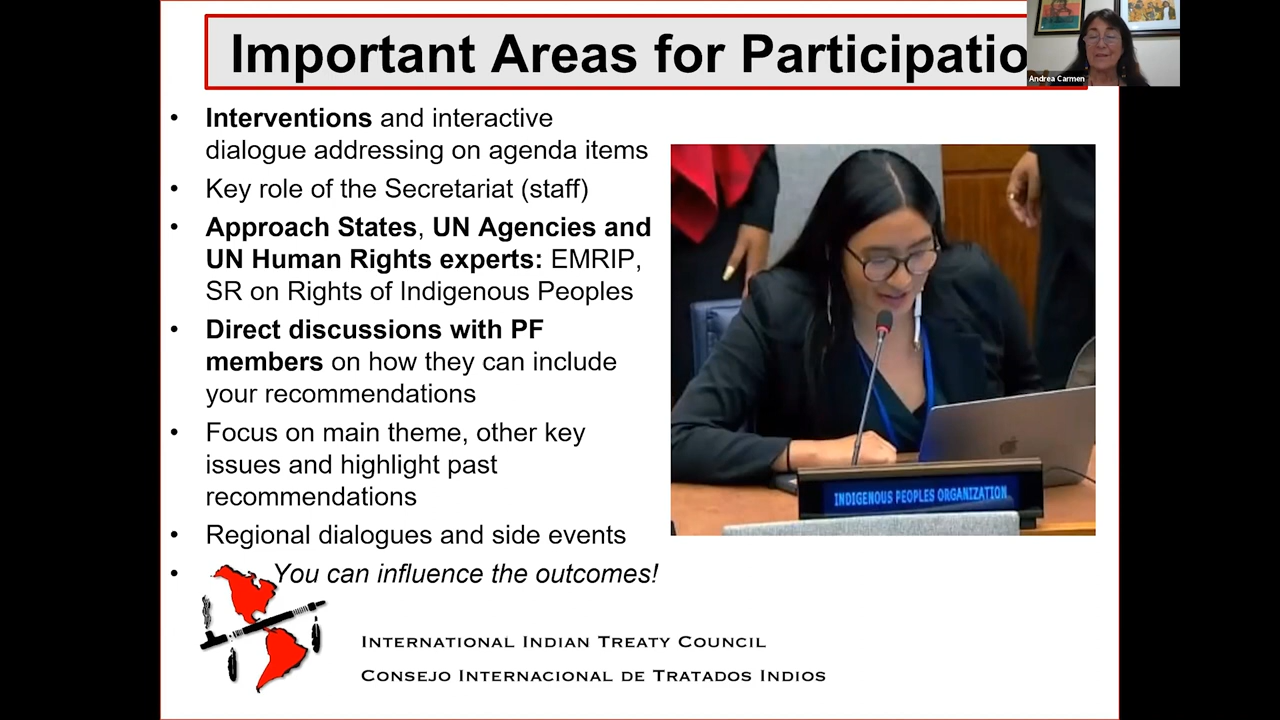 Important Areas for Participatio
Andrea Carmen
• Interventions and interactive
dialogue addressing on agenda items
• Key role of the Secretariat (staff)
• Approach States, UN Agencies and
UN Human Rights experts: EMRIP,
SR on Rights of Indigenous Peoples
• Direct discussions with PF
members on how they can include
your recommendations
• Focus on main theme, other key
issues and highlight past
recommendations
• Regional dialogues and side events
• You can influence the outcomes!
INDIGENOUS PEOPLES ORGANIZATION
International Indian Treaty Council
Consejo Internacional de Tratados Indios